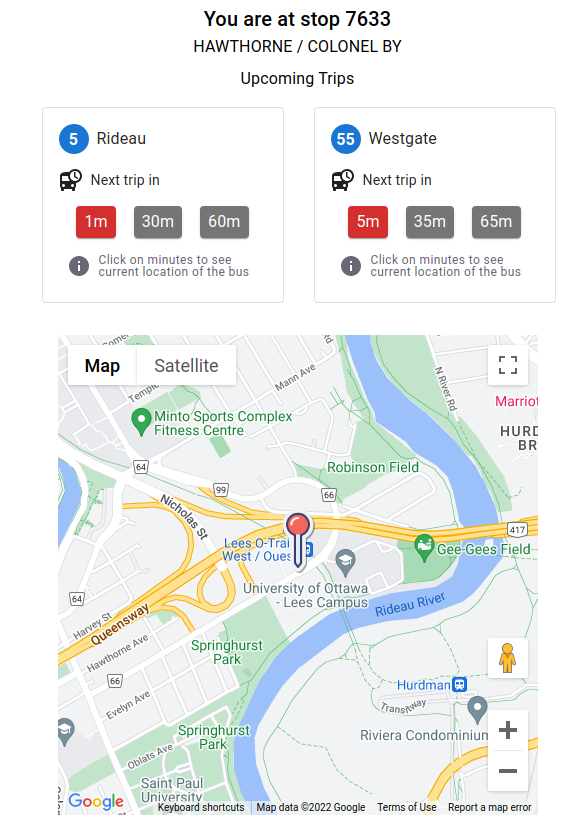 You are at stop 7633
HAWTHORNE / COLONEL BY
Upcoming Trips
5 Rideau
Next trip in
1m 30m 60m
Click on minutes to see
current location of the bus
55 Westgate
Next trip in
5m 35m 65m
Click on minutes to see
current location of the bus
Map Satellite
Mann Ave
N River Rd
Marriot
Minto Sports Complex
Fitness Centre
HURD
BR
64
Robinson Field
99
66
Nicholas St
417
Lees O-Trai
West / Oues
Gee-Gees Field
University of Ottawa
- Lees Campus
64
Rideau River
Harvey St
Queensway
Hawthorne Ave
Springhurst
Park
66
Hurdman
Evelyn Ave
Transitway
Springhurst
Park
Riviera Condominium
Oblats Ave
Saint Paul
University
Google
Keyboard shortcuts Map data ©2022 Google Terms of Use Report a map error